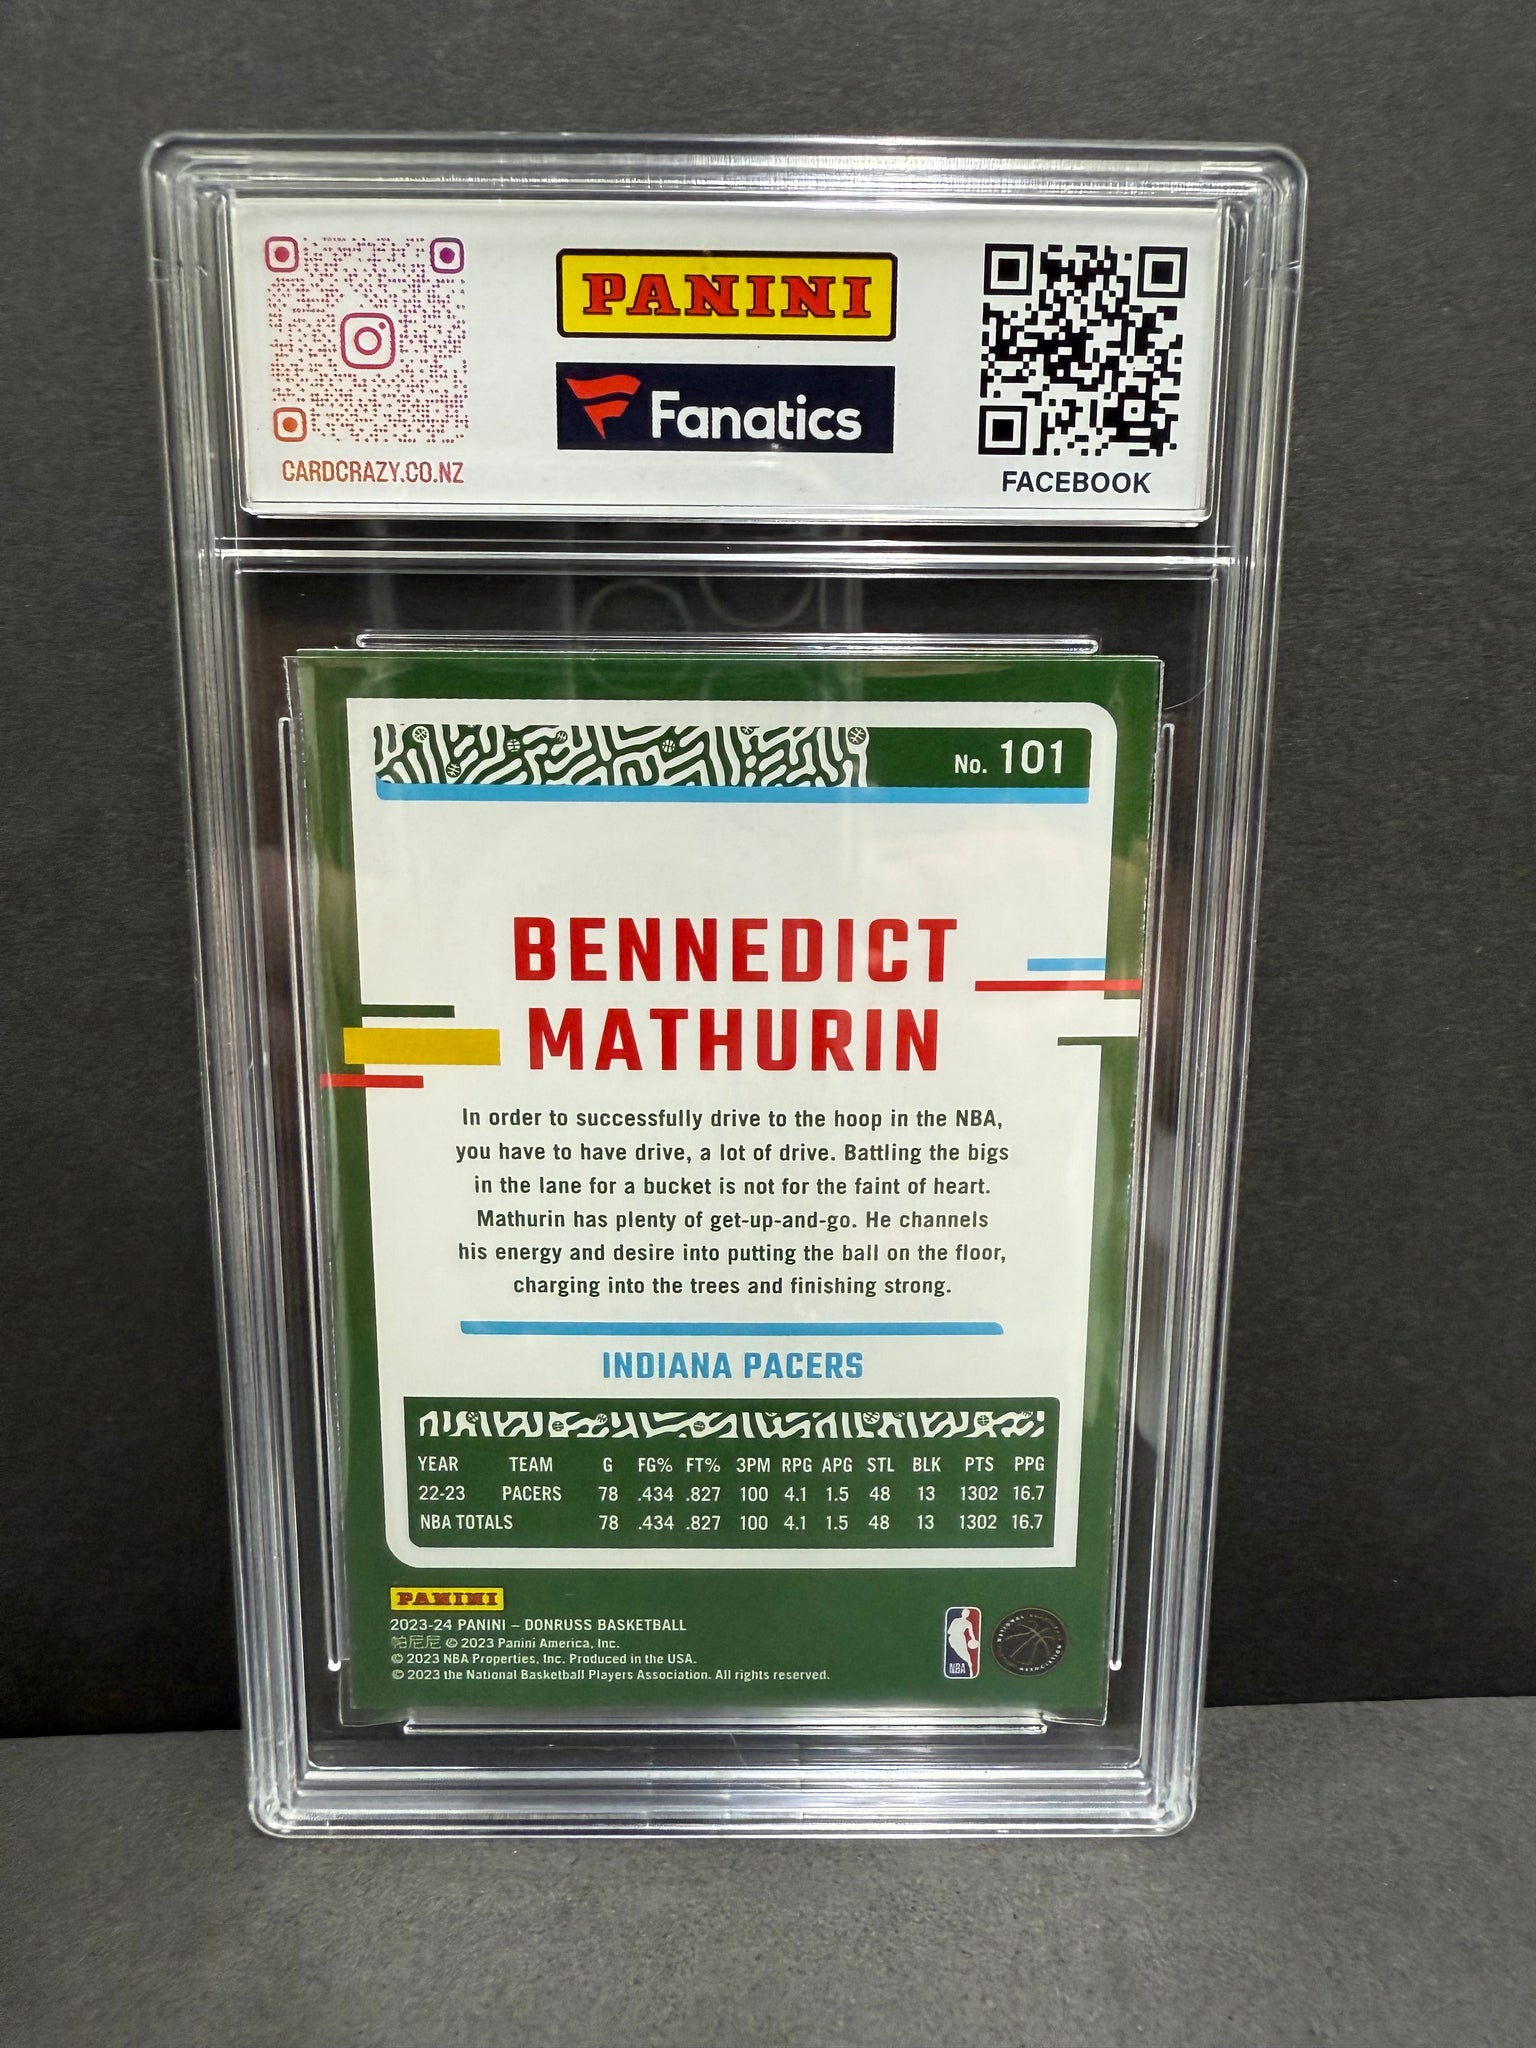 PANINI
Fanatics
CARDCRAZY.CO.NZ
FACEBOOK
No. 101
BENNEDICT
MATHURIN
In order to successfully drive to the hoop in the NBA,
you have to have drive, a lot of drive. Battling the bigs
in the lane for a bucket is not for the faint of heart.
Mathurin has plenty of get-up-and-go. He channels
his energy and desire into putting the ball on the floor,
charging into the trees and finishing strong.
INDIANA PACERS
YEAR TEAM G FG% FT% 3PM RPG APG STL BLK PTS PPG
22-23 PACERS 78 .434 .827 100 4.1 1.5 48 13 1302 16.7
NBA TOTALS 78 .434 .827 100 4.1 1.5 48 13 1302 16.7
PANINI
2023-24 PANINI – DONRUSS BASKETBALL
帕尼尼 © 2023 Panini America, Inc.
© 2023 NBA Properties, Inc. Produced in the USA.
© 2023 the National Basketball Players Association. All rights reserved.
NBA
NATIONAL BASKETBALL PLAYERS ASSOCIATION